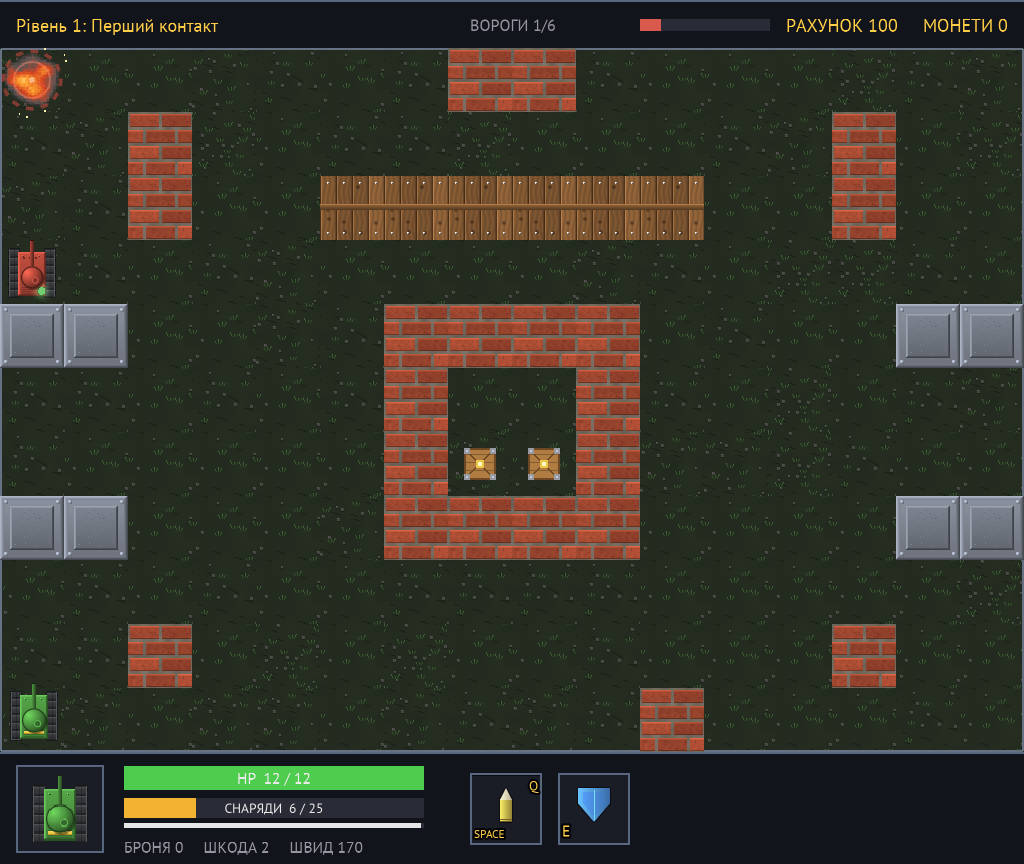 Рівень 1: Перший контакт
ВОРОГИ 1/6
РАХУНОК 100
МОНЕТИ 0
HP 12 / 12
СНАРЯДИ 6 / 25
БРОНЯ 0 ШКОДА 2 ШВИД 170
Q
SPACE
E